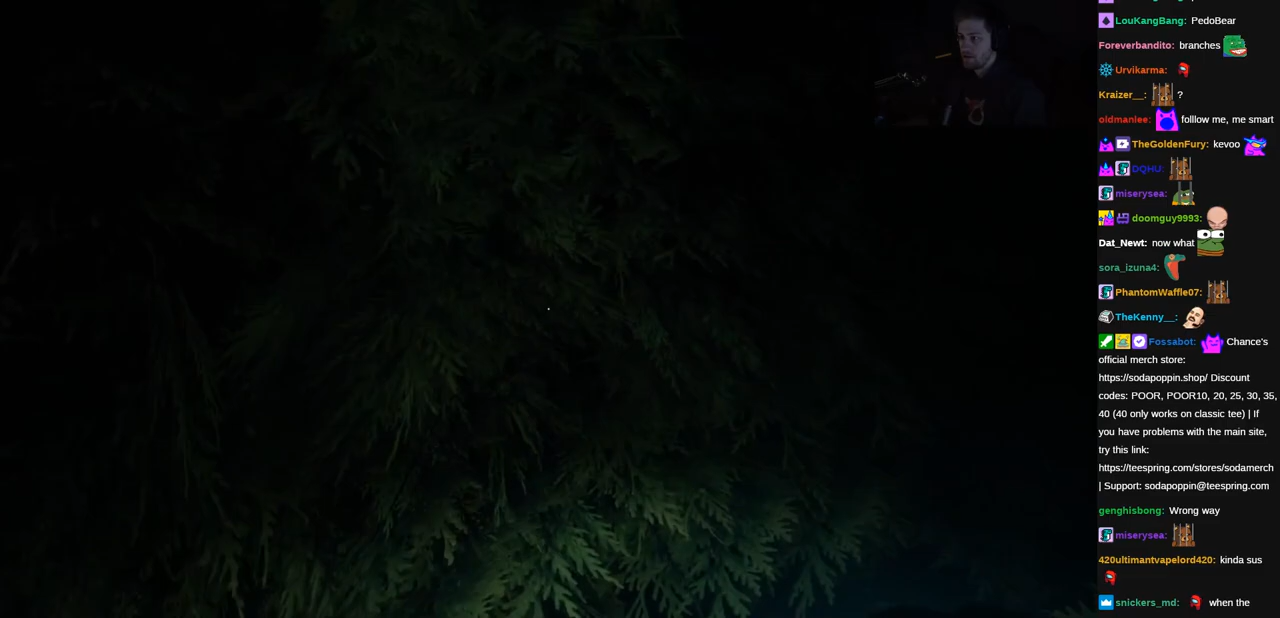 LouKangBang: PedoBear
Foreverbandito: branches
Urvikarma:
Kraizer__: ?
oldmanlee: folllow me, me smart
TheGoldenFury: kevoo
DQHU:
miserysea:
doomguy9993:
Dat_Newt: now what
sora_izuna4:
PhantomWaffle07:
TheKenny__:
Fossabot: Chance's
official merch store:
https://sodapoppin.shop/ Discount
codes: POOR, POOR10, 20, 25, 30, 35,
40 (40 only works on classic tee) | If
you have problems with the main site,
try this link:
https://teespring.com/stores/sodamerch
| Support: sodapoppin@teespring.com
genghisbong: Wrong way
miserysea:
420ultimantvapelord420: kinda sus
snickers_md: when the